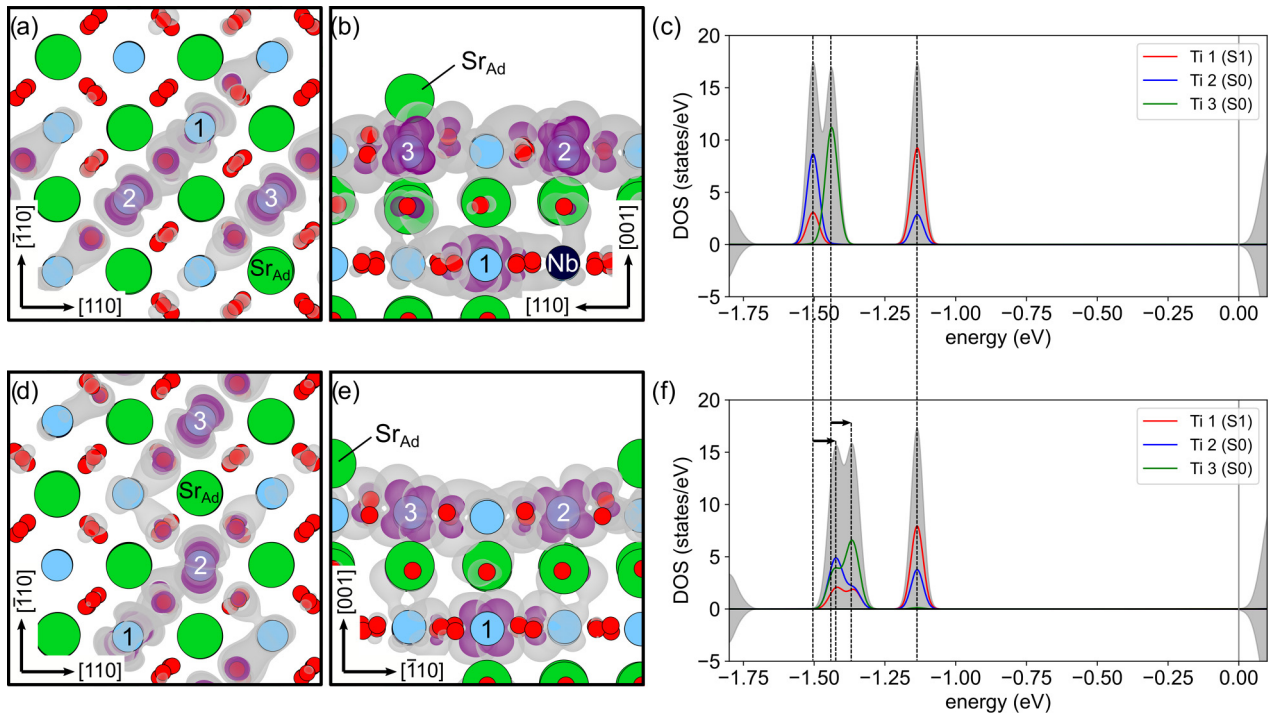 (a)
1
2
3
Sr_Ad
[1̄10]
[110]
(b)
Sr_Ad
3
2
1
Nb
[001]
[110]
(c)
20
15
10
5
0
−5
DOS (states/eV)
Ti 1 (S1)
Ti 2 (S0)
Ti 3 (S0)
−1.75
−1.50
−1.25
−1.00
−0.75
−0.50
−0.25
0.00
energy (eV)
(d)
3
Sr_Ad
2
1
[1̄10]
[110]
(e)
Sr_Ad
3
2
1
[001]
[1̄10]
(f)
20
15
10
5
0
−5
DOS (states/eV)
Ti 1 (S1)
Ti 2 (S0)
Ti 3 (S0)
−1.75
−1.50
−1.25
−1.00
−0.75
−0.50
−0.25
0.00
energy (eV)